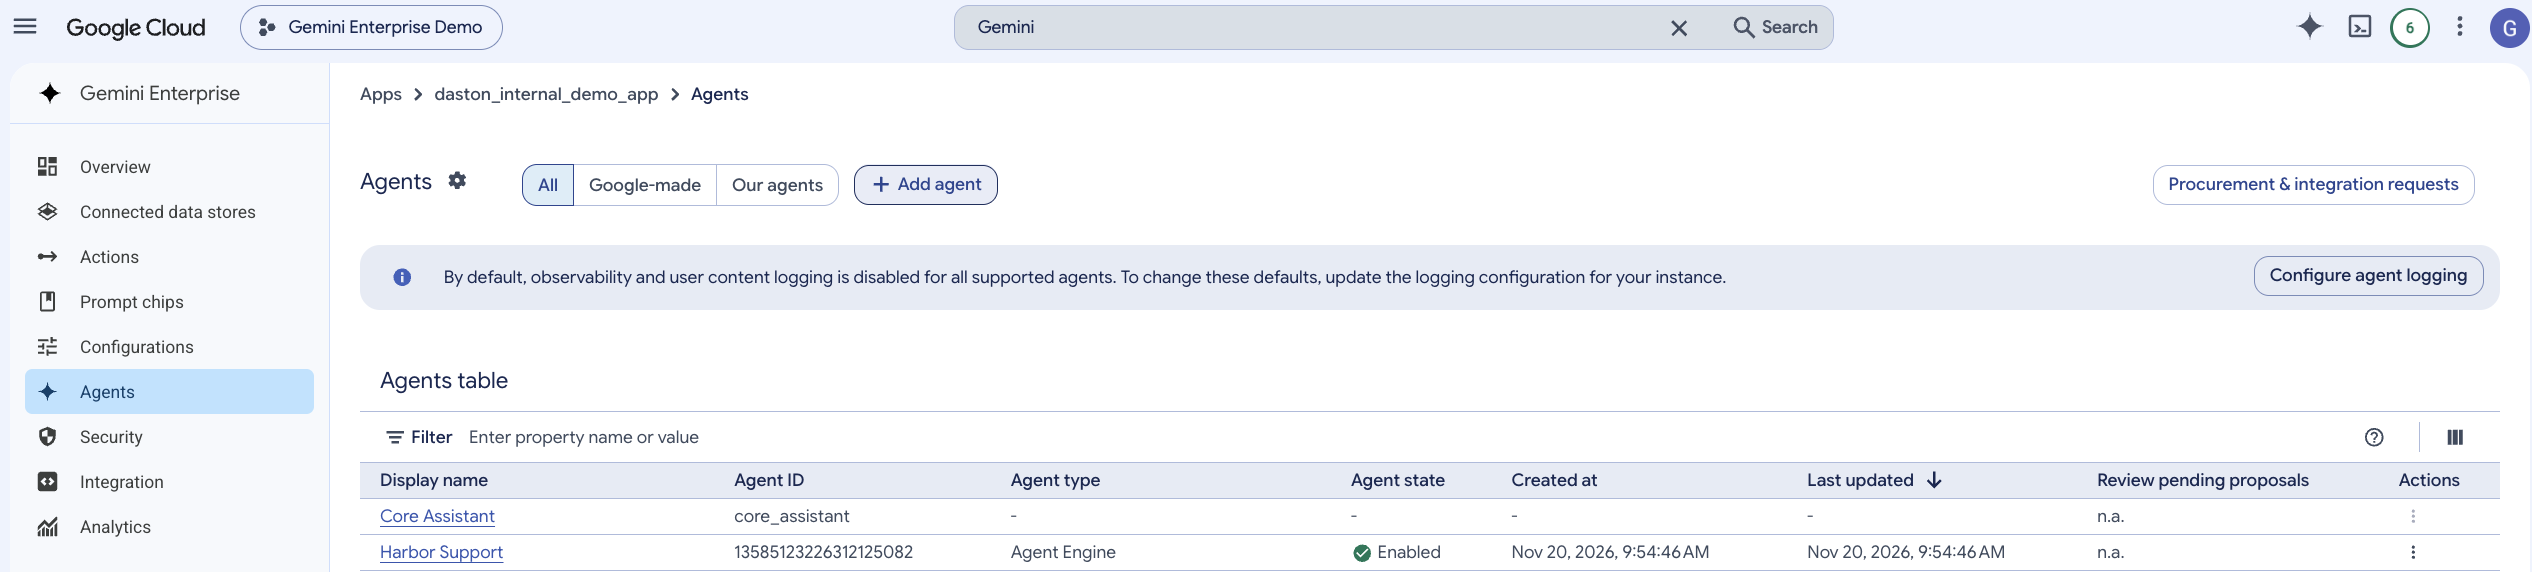 Google Cloud
Gemini Enterprise Demo
Gemini
Search
6
G
Gemini Enterprise
Overview
Connected data stores
Actions
Prompt chips
Configurations
Agents
Security
Integration
Analytics
Apps > daston_internal_demo_app > Agents
Agents
All
Google-made
Our agents
+ Add agent
Procurement & integration requests
By default, observability and user content logging is disabled for all supported agents. To change these defaults, update the logging configuration for your instance.
Configure agent logging
Agents table
Filter Enter property name or value
Display name Agent ID Agent type Agent state Created at Last updated Review pending proposals Actions
Core Assistant core_assistant - - - - n.a.
Harbor Support 13585123226312125082 Agent Engine Enabled Nov 20, 2026, 9:54:46 AM Nov 20, 2026, 9:54:46 AM n.a.